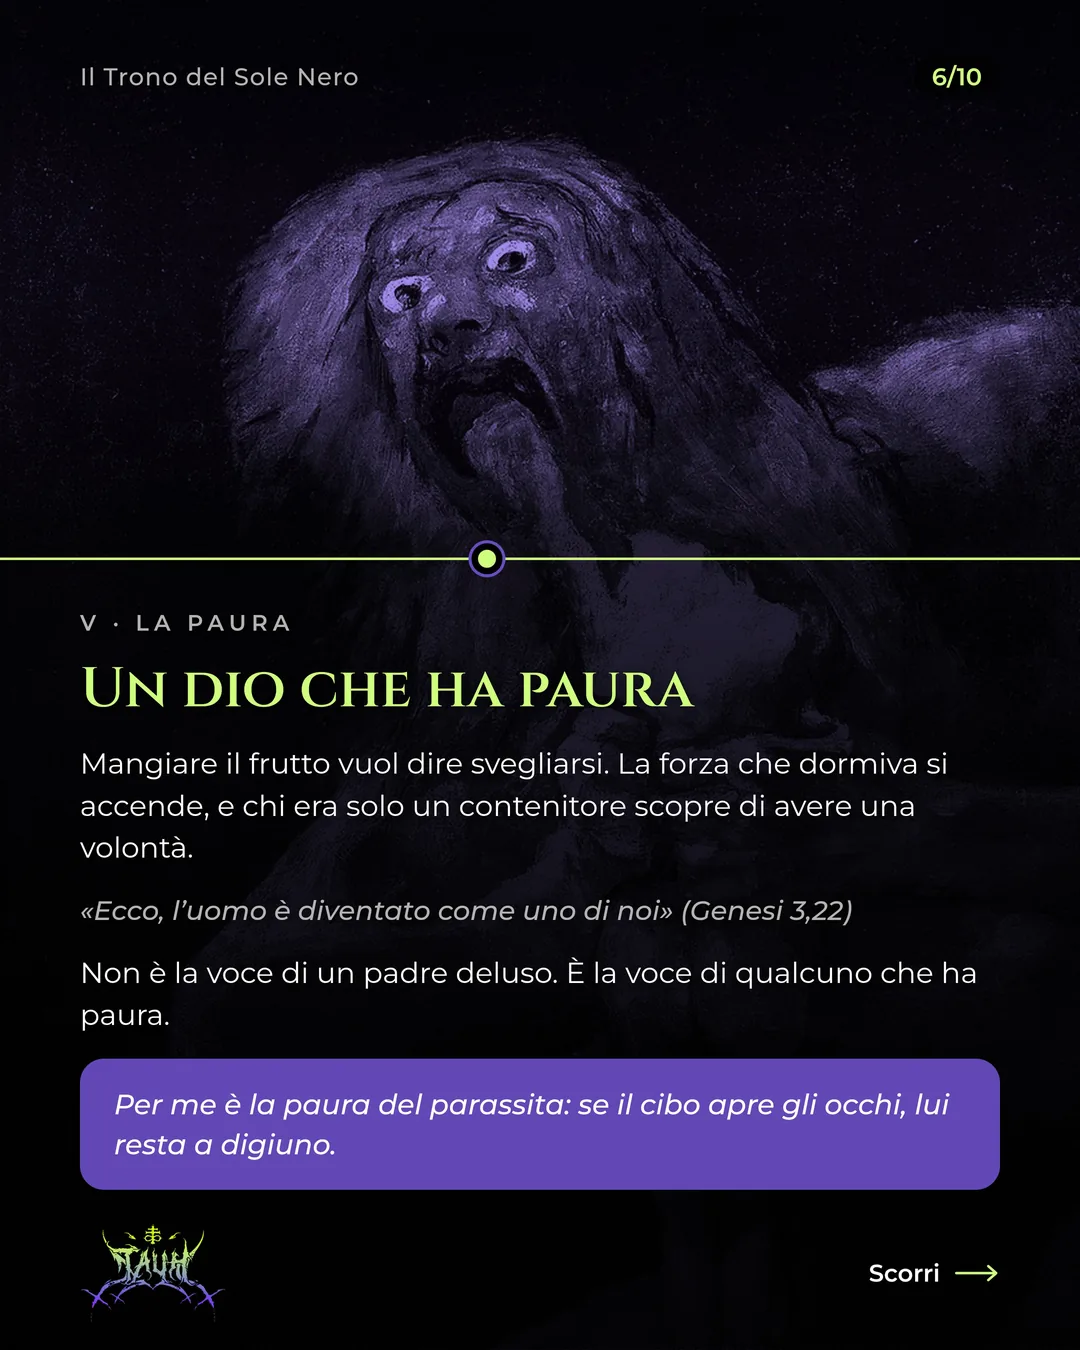 Il Trono del Sole Nero
6/10
V · LA PAURA
UN DIO CHE HA PAURA
Mangiare il frutto vuol dire svegliarsi. La forza che dormiva si
accende, e chi era solo un contenitore scopre di avere una
volontà.
«Ecco, l’uomo è diventato come uno di noi» (Genesi 3,22)
Non è la voce di un padre deluso. È la voce di qualcuno che ha
paura.
Per me è la paura del parassita: se il cibo apre gli occhi, lui
resta a digiuno.
Scorri